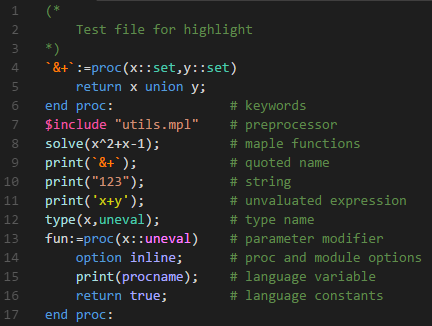 1 (*
2     Test file for highlight
3 *)
4 `&+`:=proc(x::set,y::set)
5     return x union y;
6 end proc:               # keywords
7 $include "utils.mpl"    # preprocessor
8 solve(x^2+x-1);         # maple functions
9 print(`&+`);            # quoted name
10 print("123");           # string
11 print('x+y');           # unvaluated expression
12 type(x,uneval);         # type name
13 fun:=proc(x::uneval)    # parameter modifier
14     option inline;      # proc and module options
15     print(procname);    # language variable
16     return true;        # language constants
17 end proc: